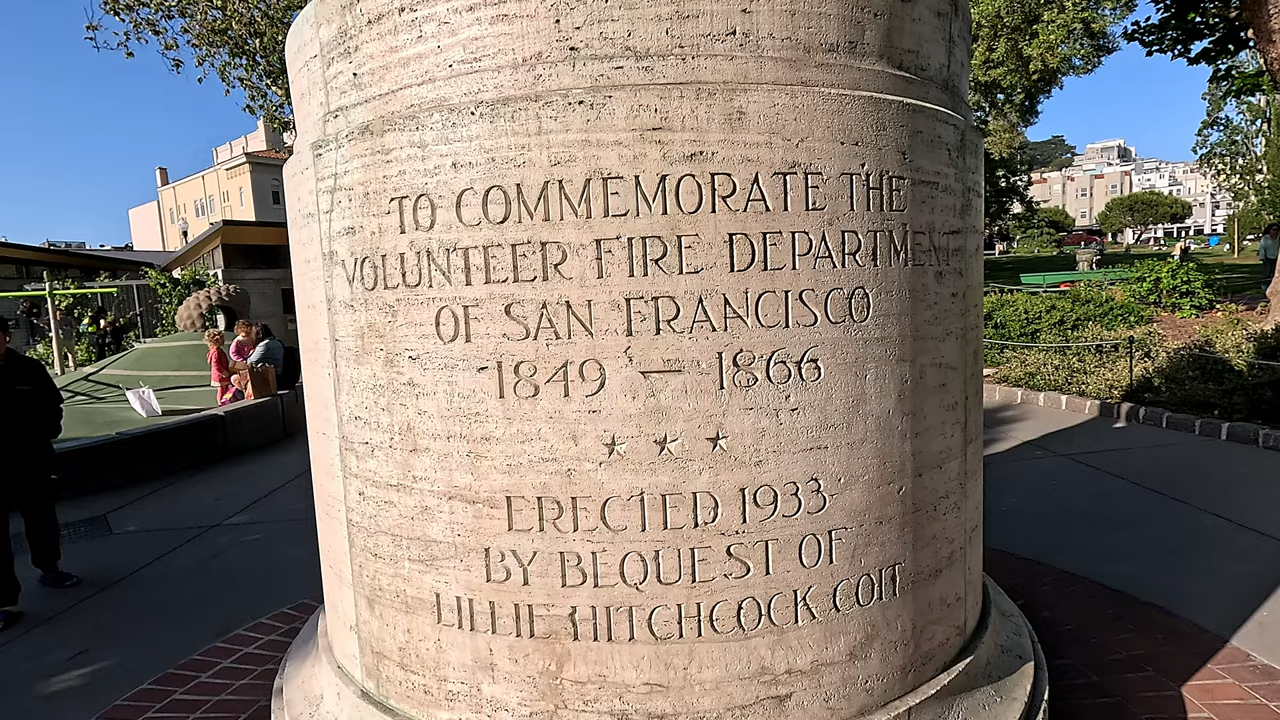 TO COMMEMORATE THE
VOLUNTEER FIRE DEPARTMENT
OF SAN FRANCISCO
1849 — 1866
★ ★ ★
ERECTED 1933
BY BEQUEST OF
LILLIE HITCHCOCK COIT